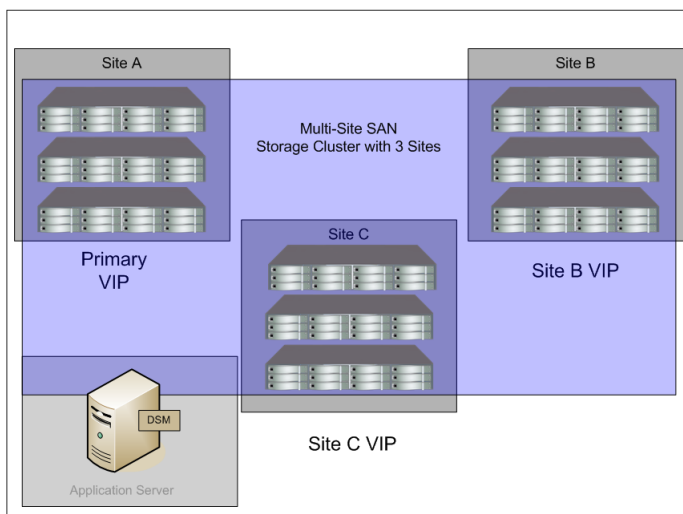 Site A
Site B
Multi-Site SAN
Storage Cluster with 3 Sites
Site C
Primary
VIP
Site B VIP
DSM
Site C VIP
Application Server